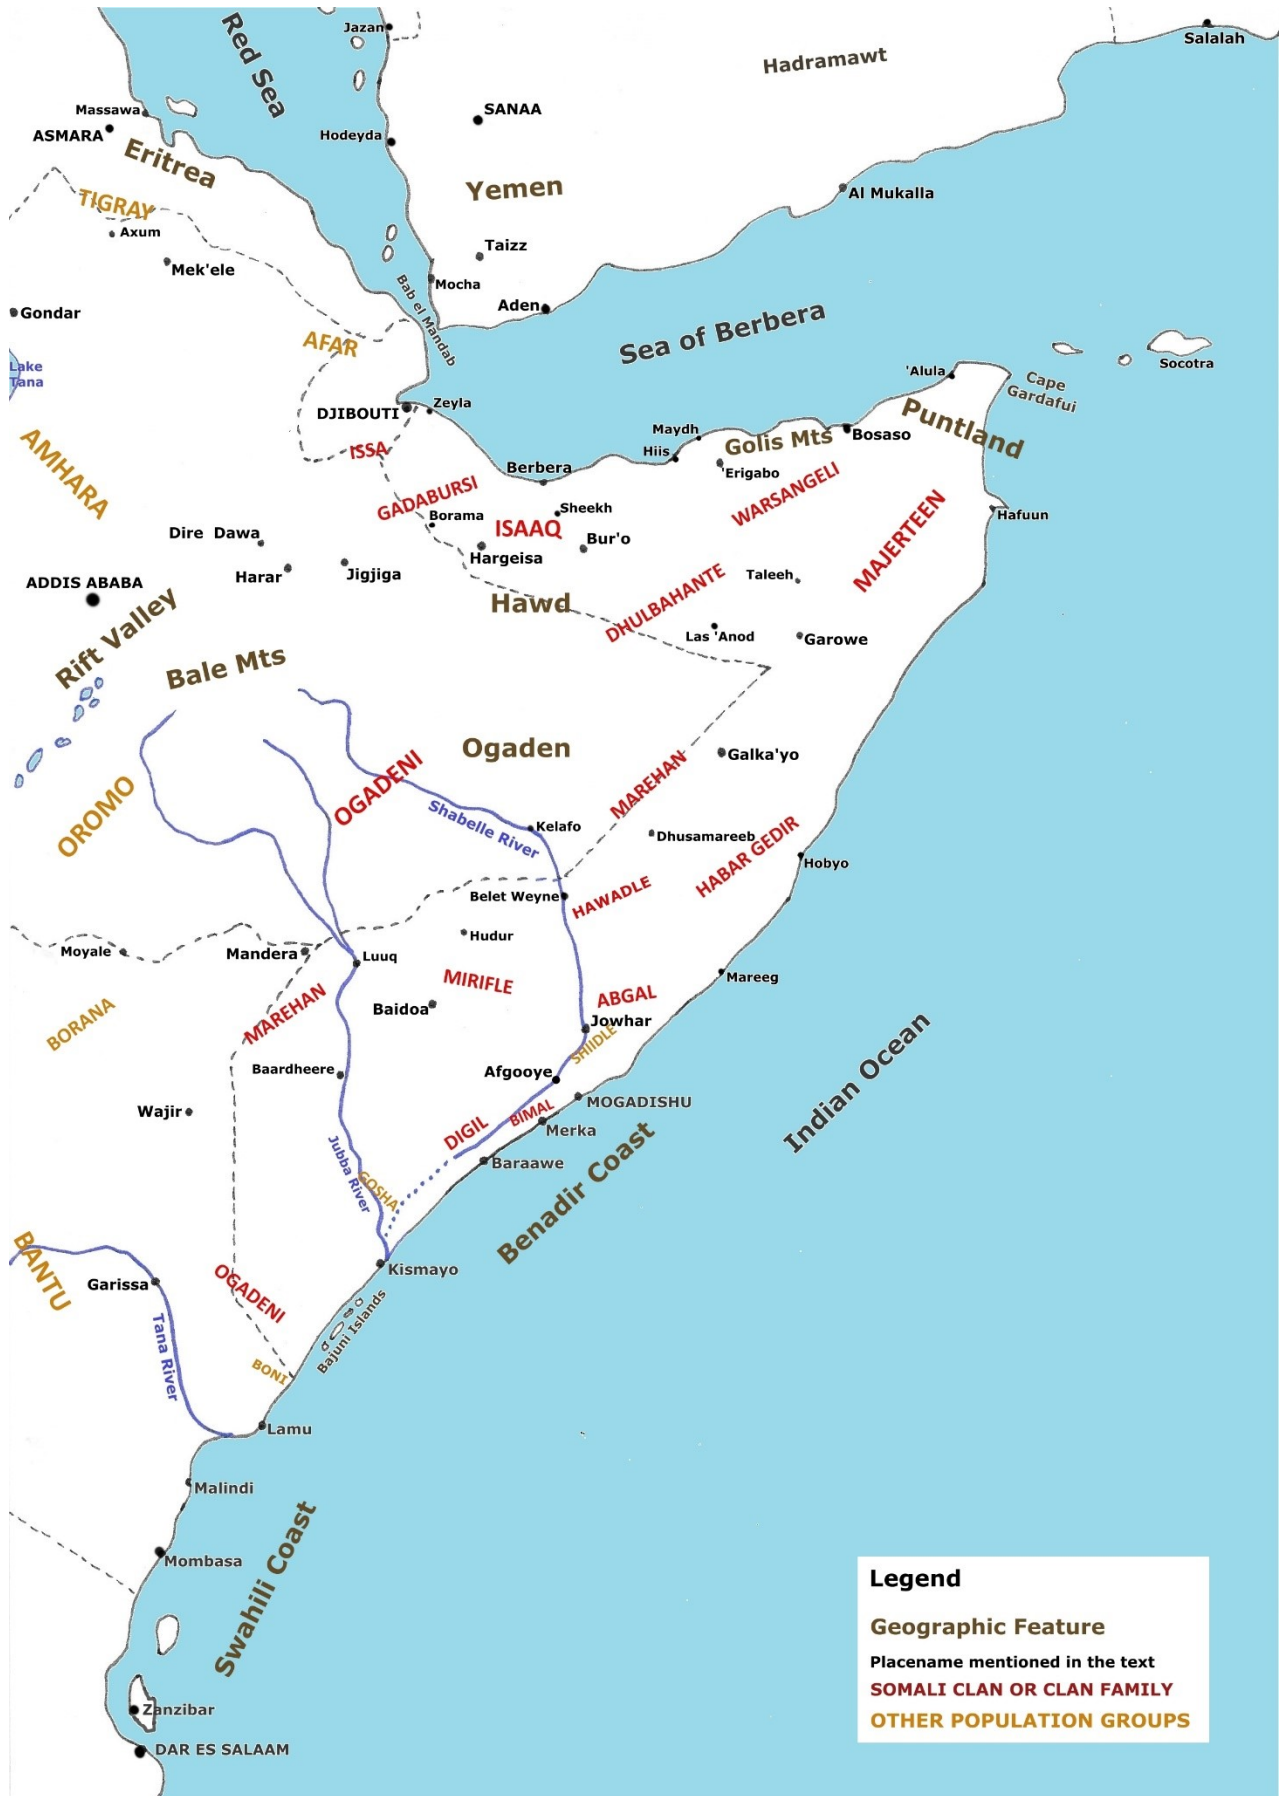 Jazan
Red Sea
Salalah
Hadramawt
Massawa
SANAA
ASMARA
Hodeyda
Eritrea
Yemen
Al Mukalla
TIGRAY
Axum
Taizz
Mek'ele
Mocha
Bab el Mandab
Aden
Gondar
Sea of Berbera
AFAR
Lake
Tana
Socotra
'Alula
Cape
Gardafui
DJIBOUTI
Zeyla
Puntland
Maydh
Golis Mts
Bosaso
AMHARA
ISSA
Hiis
Berbera
'Erigabo
GADABURSI
WARSANGELI
Sheekh
Borama
ISAAQ
Hafuun
Dire Dawa
Bur'o
MAJERTEEN
Hargeisa
Harar
Jigjiga
Taleeh
ADDIS ABABA
Hawd
DHULBAHANTE
Rift Valley
Las 'Anod
Garowe
Bale Mts
Ogaden
Galka'yo
OGADENI
MAREHAN
OROMO
Shabelle River
Kelafo
Dhusamareeb
HABAR GEDIR
Hobyo
Belet Weyne
HAWADLE
Hudur
Moyale
Mandera
Luuq
Mareeg
MIRIFLE
ABGAL
MAREHAN
Baidoa
BORANA
Jowhar
SHIIDLE
Indian Ocean
Baardheere
Afgooye
MOGADISHU
Wajir
BIMAL
DIGIL
Merka
Baraawe
Jubba River
GOSHA
Benadir Coast
BANTU
Kismayo
Garissa
OGADENI
Bajuni Islands
Tana River
BONI
Lamu
Malindi
Mombasa
Swahili Coast
Zanzibar
DAR ES SALAAM
Legend
Geographic Feature
Placename mentioned in the text
SOMALI CLAN OR CLAN FAMILY
OTHER POPULATION GROUPS